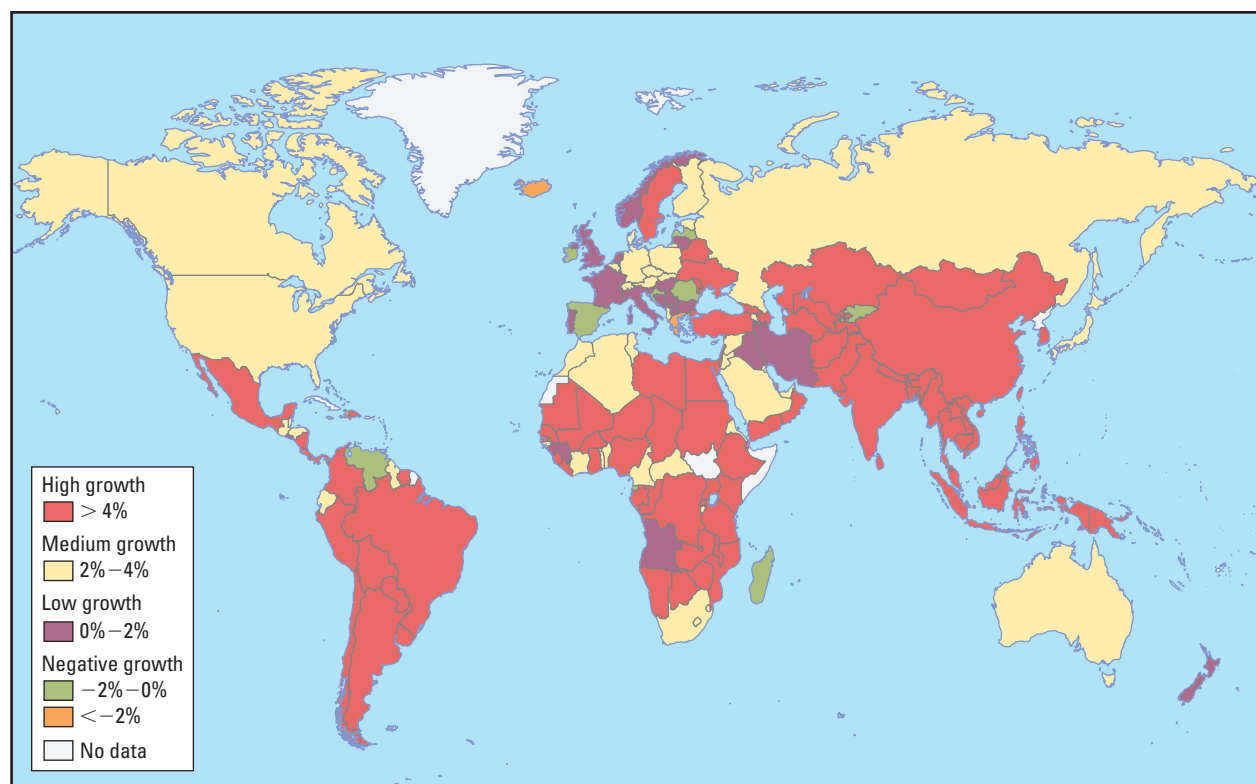 High growth
> 4%
Medium growth
2%–4%
Low growth
0%–2%
Negative growth
−2%–0%
< −2%
No data